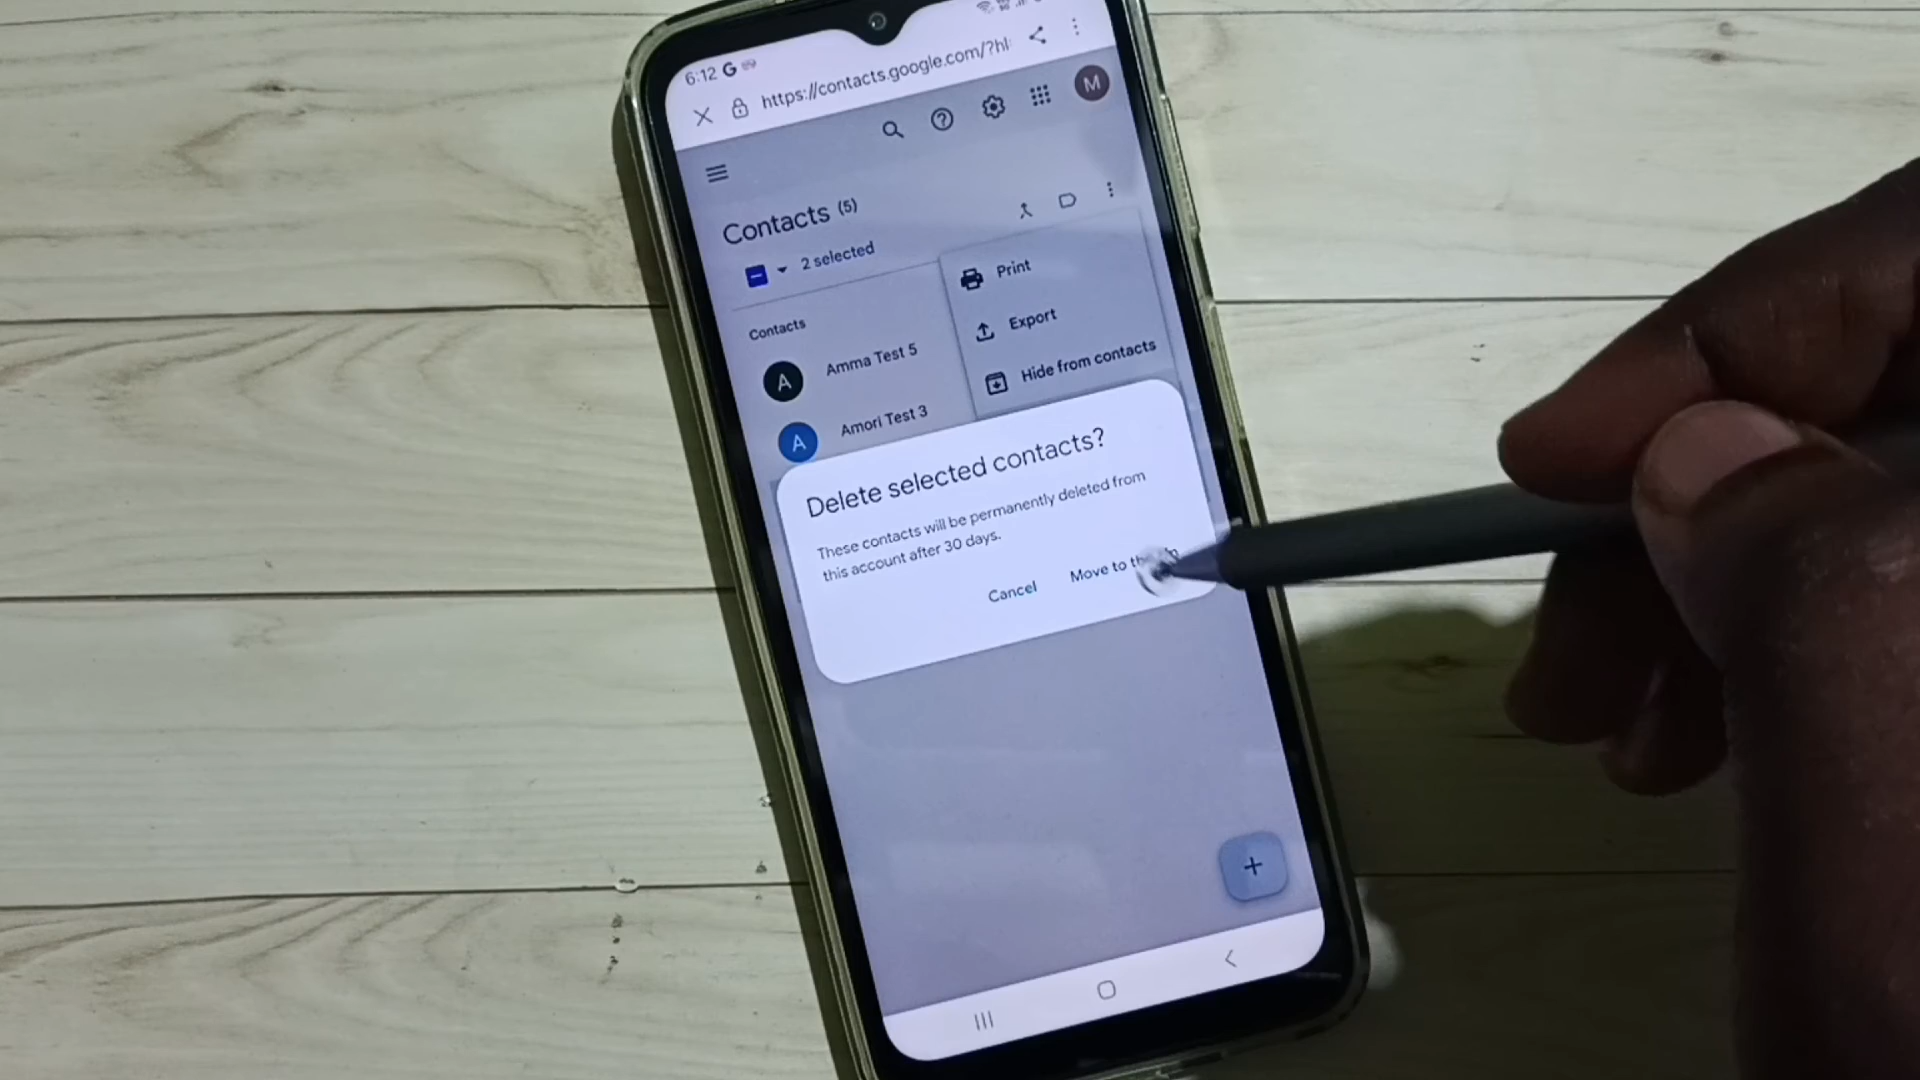 6:12 G
https://contacts.google.com/?hl
M
Contacts (5)
2 selected
Print
Export
Hide from contacts
Contacts
A Amma Test 5
A Amori Test 3
Delete selected contacts?
These contacts will be permanently deleted from
this account after 30 days.
Cancel Move to